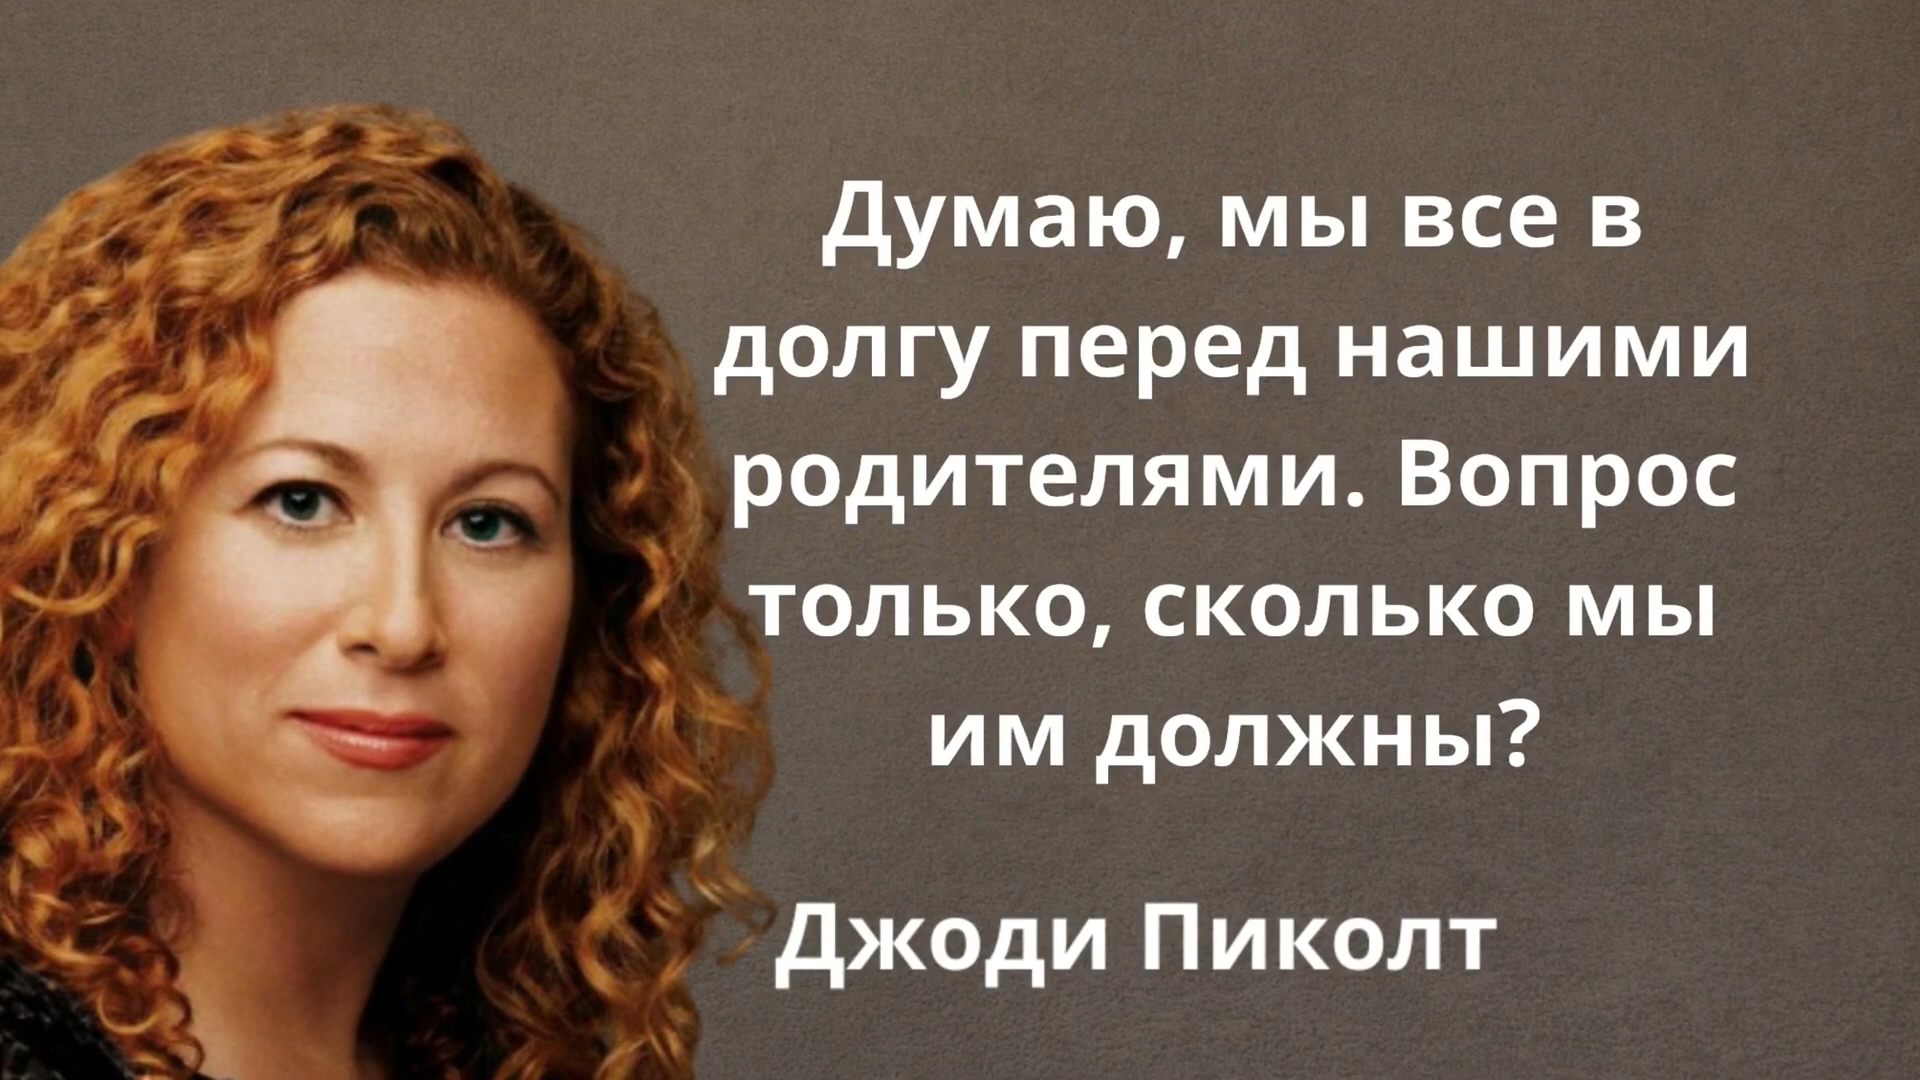 Думаю, мы все в
долгу перед нашими
родителями. Вопрос
только, сколько мы
им должны?
Джоди Пиколт